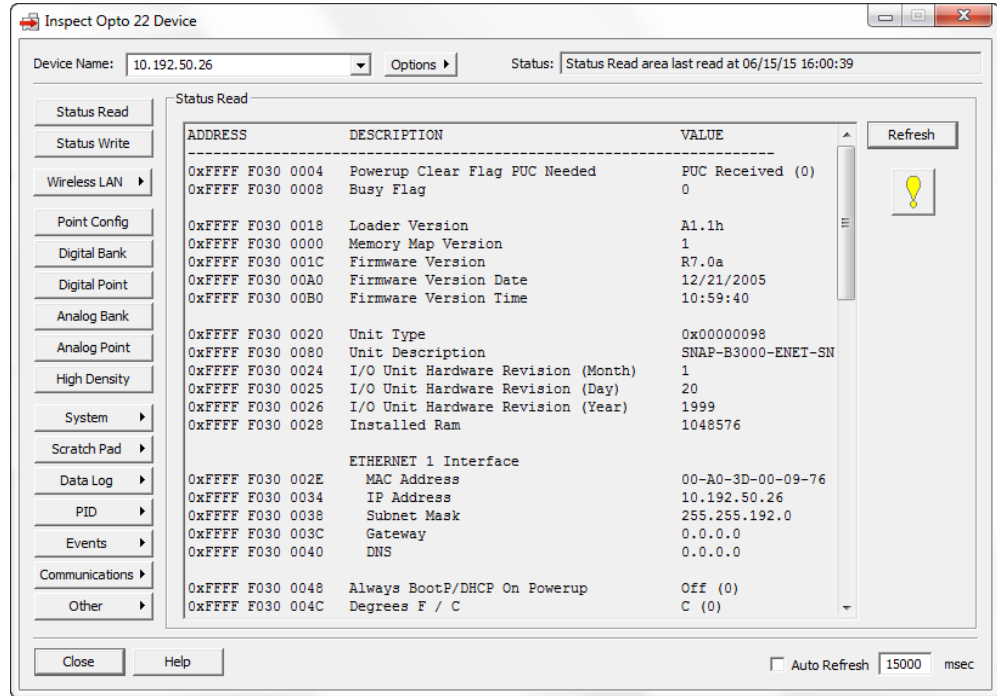 Inspect Opto 22 Device
Device Name: 10.192.50.26 Options Status: Status Read area last read at 06/15/15 16:00:39
Status Read
Status Write
Wireless LAN
Point Config
Digital Bank
Digital Point
Analog Bank
Analog Point
High Density
System
Scratch Pad
Data Log
PID
Events
Communications
Other
Status Read
ADDRESS DESCRIPTION VALUE
0xFFFF F030 0004 Powerup Clear Flag PUC Needed PUC Received (0)
0xFFFF F030 0008 Busy Flag 0
0xFFFF F030 0018 Loader Version A1.1h
0xFFFF F030 0000 Memory Map Version 1
0xFFFF F030 001C Firmware Version R7.0a
0xFFFF F030 00A0 Firmware Version Date 12/21/2005
0xFFFF F030 00B0 Firmware Version Time 10:59:40
0xFFFF F030 0020 Unit Type 0x00000098
0xFFFF F030 0080 Unit Description SNAP-B3000-ENET-SN
0xFFFF F030 0024 I/O Unit Hardware Revision (Month) 1
0xFFFF F030 0025 I/O Unit Hardware Revision (Day) 20
0xFFFF F030 0026 I/O Unit Hardware Revision (Year) 1999
0xFFFF F030 0028 Installed Ram 1048576
ETHERNET 1 Interface
0xFFFF F030 002E MAC Address 00-A0-3D-00-09-76
0xFFFF F030 0034 IP Address 10.192.50.26
0xFFFF F030 0038 Subnet Mask 255.255.192.0
0xFFFF F030 003C Gateway 0.0.0.0
0xFFFF F030 0040 DNS 0.0.0.0
0xFFFF F030 0048 Always BootP/DHCP On Powerup Off (0)
0xFFFF F030 004C Degrees F / C C (0)
Refresh
Close Help Auto Refresh 15000 msec